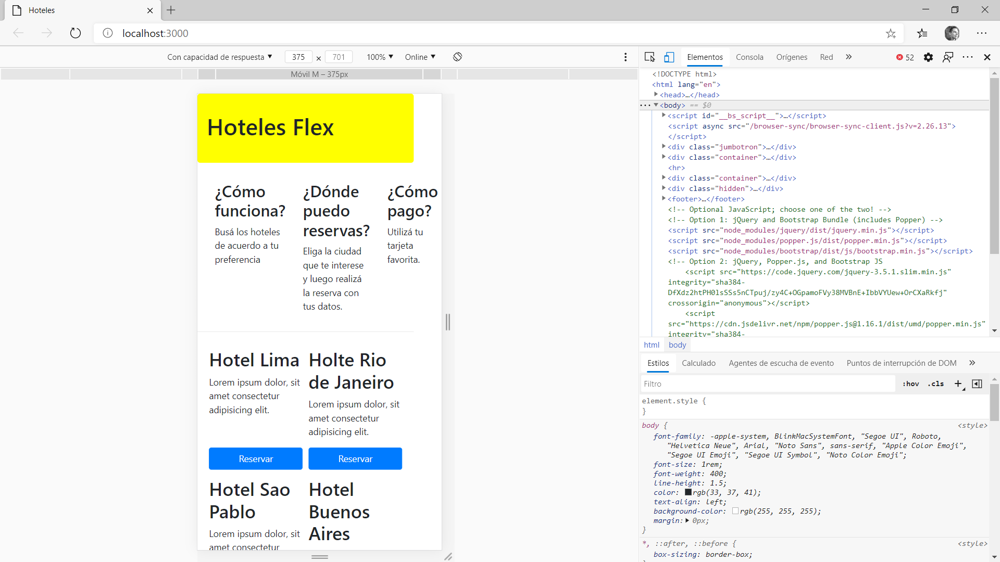 Hoteles
localhost:3000
Con capacidad de respuesta 375 × 701 100% Online
Móvil M – 375px
Hoteles Flex
¿Cómo funciona?
Busá los hoteles
de acuerdo a tu
preferencia
¿Dónde
puedo
reservas?
Eliga la ciudad
que te interese
y luego realizá
la reserva con
tus datos.
¿Cómo
pago?
Utilizá tu
tarjeta
favorita.
Hotel Lima
Lorem ipsum dolor, sit
amet consectetur
adipisicing elit.
Reservar
Holte Rio
de Janeiro
Lorem ipsum dolor, sit
amet consectetur
adipisicing elit.
Reservar
Hotel Sao
Pablo
Lorem ipsum dolor, sit
amet consectetur
Hotel
Buenos
Aires
Elementos Consola Orígenes Red » 52
<!DOCTYPE html>
<html lang="en">
<head>…</head>
<body> == $0
<script id="__bs_script__">…</script>
<script async src="/browser-sync/browser-sync-client.js?v=2.26.13">
</script>
<div class="jumbotron">…</div>
<div class="container">…</div>
<hr>
<div class="container">…</div>
<div class="hidden">…</div>
<footer>…</footer>
<!-- Optional JavaScript; choose one of the two! -->
<!-- Option 1: jQuery and Bootstrap Bundle (includes Popper) -->
<script src="node_modules/jquery/dist/jquery.min.js"></script>
<script src="node_modules/popper.js/dist/popper.min.js"></script>
<script src="node_modules/bootstrap/dist/js/bootstrap.min.js"></script>
<!-- Option 2: jQuery, Popper.js, and Bootstrap JS
<script src="https://code.jquery.com/jquery-3.5.1.slim.min.js"
integrity="sha384-
DfXdz2htPH0lsSSs5nCTpuj/zy4C+OGpamoFVy38MVBnE+IbbVYUew+OrCXaRkfj"
crossorigin="anonymous"></script>
<script
src="https://cdn.jsdelivr.net/npm/popper.js@1.16.1/dist/umd/popper.min.js"
integrity="sha384-
html body
Estilos Calculado Agentes de escucha de evento Puntos de interrupción de DOM »
Filtro :hov .cls +
element.style {
}
body { <style>
font-family: -apple-system, BlinkMacSystemFont, "Segoe UI", Roboto,
"Helvetica Neue", Arial, "Noto Sans", sans-serif, "Apple Color Emoji",
"Segoe UI Emoji", "Segoe UI Symbol", "Noto Color Emoji";
font-size: 1rem;
font-weight: 400;
line-height: 1.5;
color: rgb(33, 37, 41);
text-align: left;
background-color: rgb(255, 255, 255);
margin: 0px;
}
*, ::after, ::before { <style>
box-sizing: border-box;